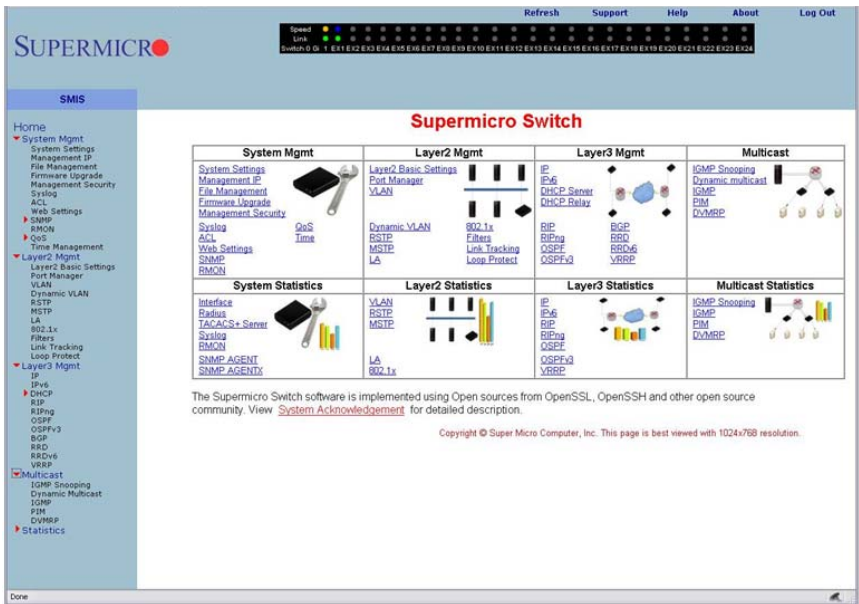 Refresh Support Help About Log Out
SUPERMICRO
Speed
Link
Switch 0 Gi 1 EX1 EX2 EX3 EX4 EX5 EX6 EX7 EX8 EX9 EX10 EX11 EX12 EX13 EX14 EX15 EX16 EX17 EX18 EX19 EX20 EX21 EX22 EX23 EX24
SMIS
Home
System Mgmt
System Settings
Management IP
File Management
Firmware Upgrade
Management Security
Syslog
ACL
Web Settings
SNMP
RMON
QoS
Time Management
Layer2 Mgmt
Layer2 Basic Settings
Port Manager
VLAN
Dynamic VLAN
RSTP
MSTP
LA
802.1x
Filters
Link Tracking
Loop Protect
Layer3 Mgmt
IP
IPv6
DHCP
RIP
RIPng
OSPF
OSPFv3
BGP
RRD
RRDv6
VRRP
Multicast
IGMP Snooping
Dynamic Multicast
IGMP
PIM
DVMRP
Statistics
Supermicro Switch
System Mgmt
System Settings
Management IP
File Management
Firmware Upgrade
Management Security
Syslog QoS
ACL Time
Web Settings
SNMP
RMON
Layer2 Mgmt
Layer2 Basic Settings
Port Manager
VLAN
Dynamic VLAN 802.1x
RSTP Filters
MSTP Link Tracking
LA Loop Protect
Layer3 Mgmt
IP
IPv6
DHCP Server
DHCP Relay
RIP BGP
RIPng RRD
OSPF RRDv6
OSPFv3 VRRP
Multicast
IGMP Snooping
Dynamic multicast
IGMP
PIM
DVMRP
System Statistics
Interface
Radius
TACACS+ Server
Syslog
RMON
SNMP AGENT
SNMP AGENTX
Layer2 Statistics
VLAN
RSTP
MSTP
LA
802.1x
Layer3 Statistics
IP
IPv6
RIP
RIPng
OSPF
OSPFv3
VRRP
Multicast Statistics
IGMP Snooping
IGMP
PIM
DVMRP
The Supermicro Switch software is implemented using Open sources from OpenSSL, OpenSSH and other open source
community. View System Acknowledgement for detailed description.
Copyright © Super Micro Computer, Inc. This page is best viewed with 1024x768 resolution.
Done